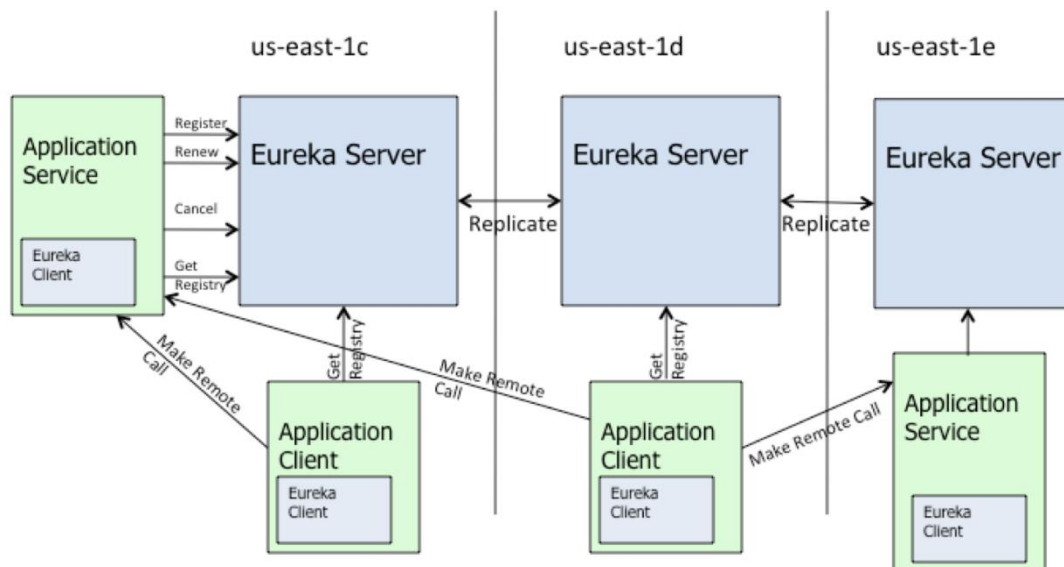 us-east-1c
us-east-1d
us-east-1e
Application
Service
Eureka
Client
Register
Renew
Cancel
Get
Registry
Eureka Server
Replicate
Eureka Server
Replicate
Eureka Server
Make Remote
Call
Get
Registry
Make Remote
Call
Get
Registry
Make Remote Call
Application
Client
Eureka
Client
Application
Client
Eureka
Client
Application
Service
Eureka
Client